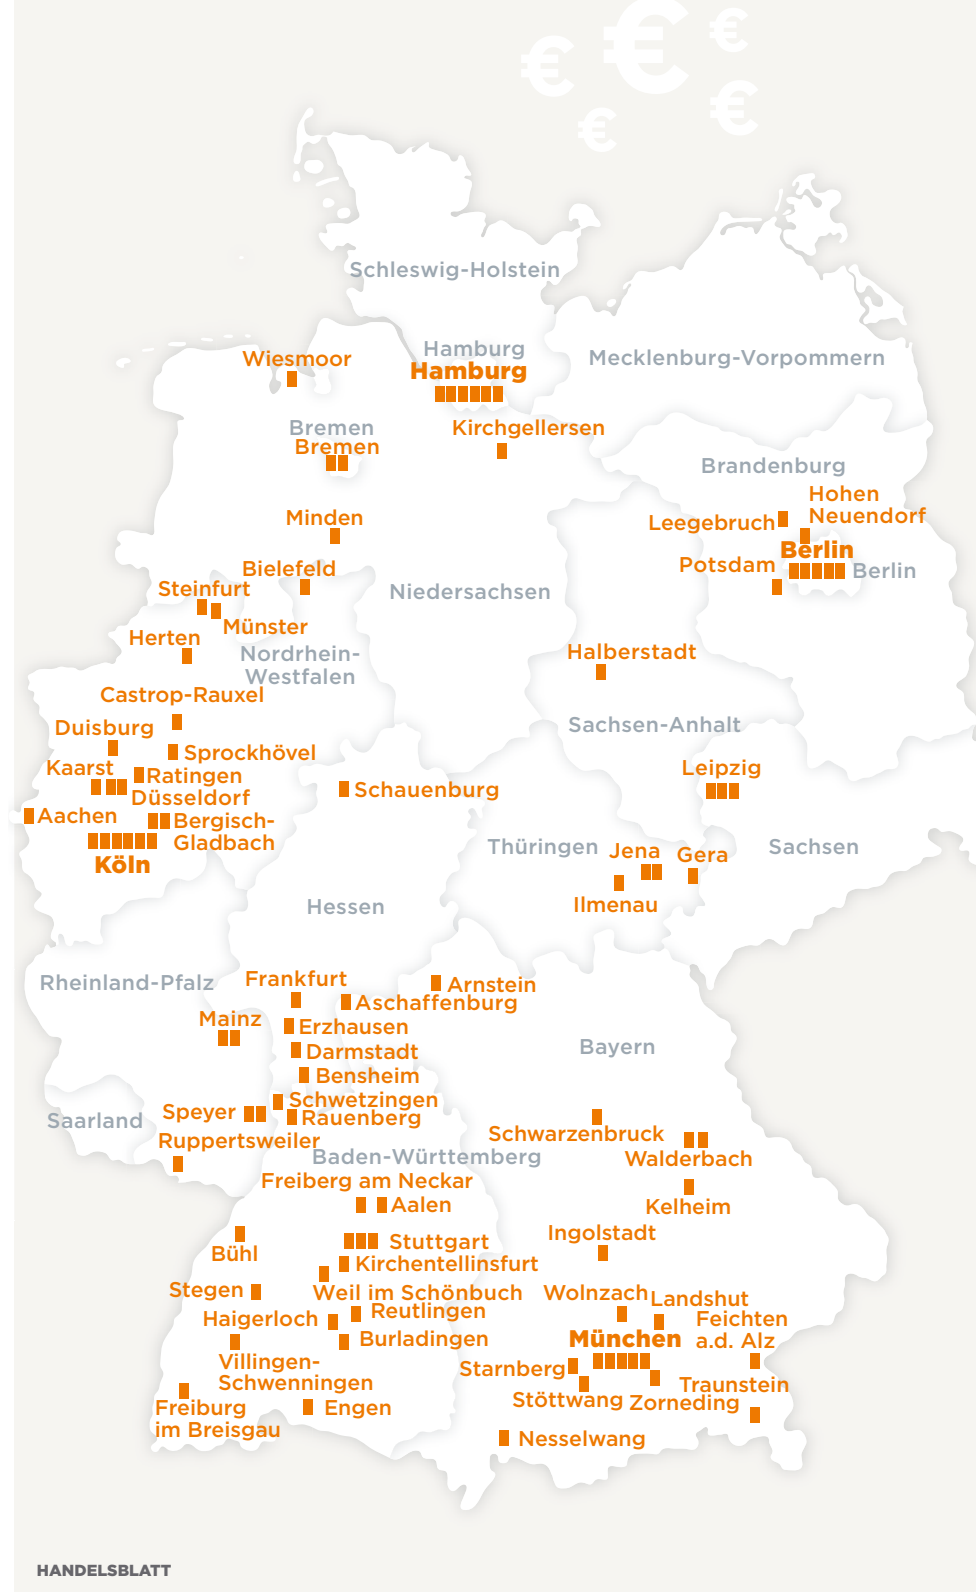 € € €
€ €
Schleswig-Holstein
Hamburg
Hamburg
Mecklenburg-Vorpommern
Wiesmoor
Bremen
Bremen
Kirchgellersen
Brandenburg
Hohen
Neuendorf
Leegebruch
Berlin
Berlin
Potsdam
Minden
Bielefeld
Steinfurt
Münster
Niedersachsen
Herten
Nordrhein-
Westfalen
Halberstadt
Castrop-Rauxel
Duisburg
Sprockhövel
Sachsen-Anhalt
Kaarst
Ratingen
Düsseldorf
Leipzig
Schauenburg
Aachen
Bergisch-
Gladbach
Köln
Thüringen
Jena
Gera
Sachsen
Ilmenau
Hessen
Rheinland-Pfalz
Frankfurt
Arnstein
Aschaffenburg
Mainz
Erzhausen
Darmstadt
Bayern
Bensheim
Schwetzingen
Speyer
Rauenberg
Saarland
Ruppertsweiler
Schwarzenbruck
Baden-Württemberg
Walderbach
Freiberg am Neckar
Aalen
Kelheim
Stuttgart
Ingolstadt
Bühl
Kirchentellinsfurt
Stegen
Weil im Schönbuch
Wolnzach
Landshut
Haigerloch
Reutlingen
Feichten
a.d. Alz
Burladingen
München
Villingen-
Schwenningen
Starnberg
Traunstein
Stöttwang
Zorneding
Freiburg
im Breisgau
Engen
Nesselwang
HANDELSBLATT